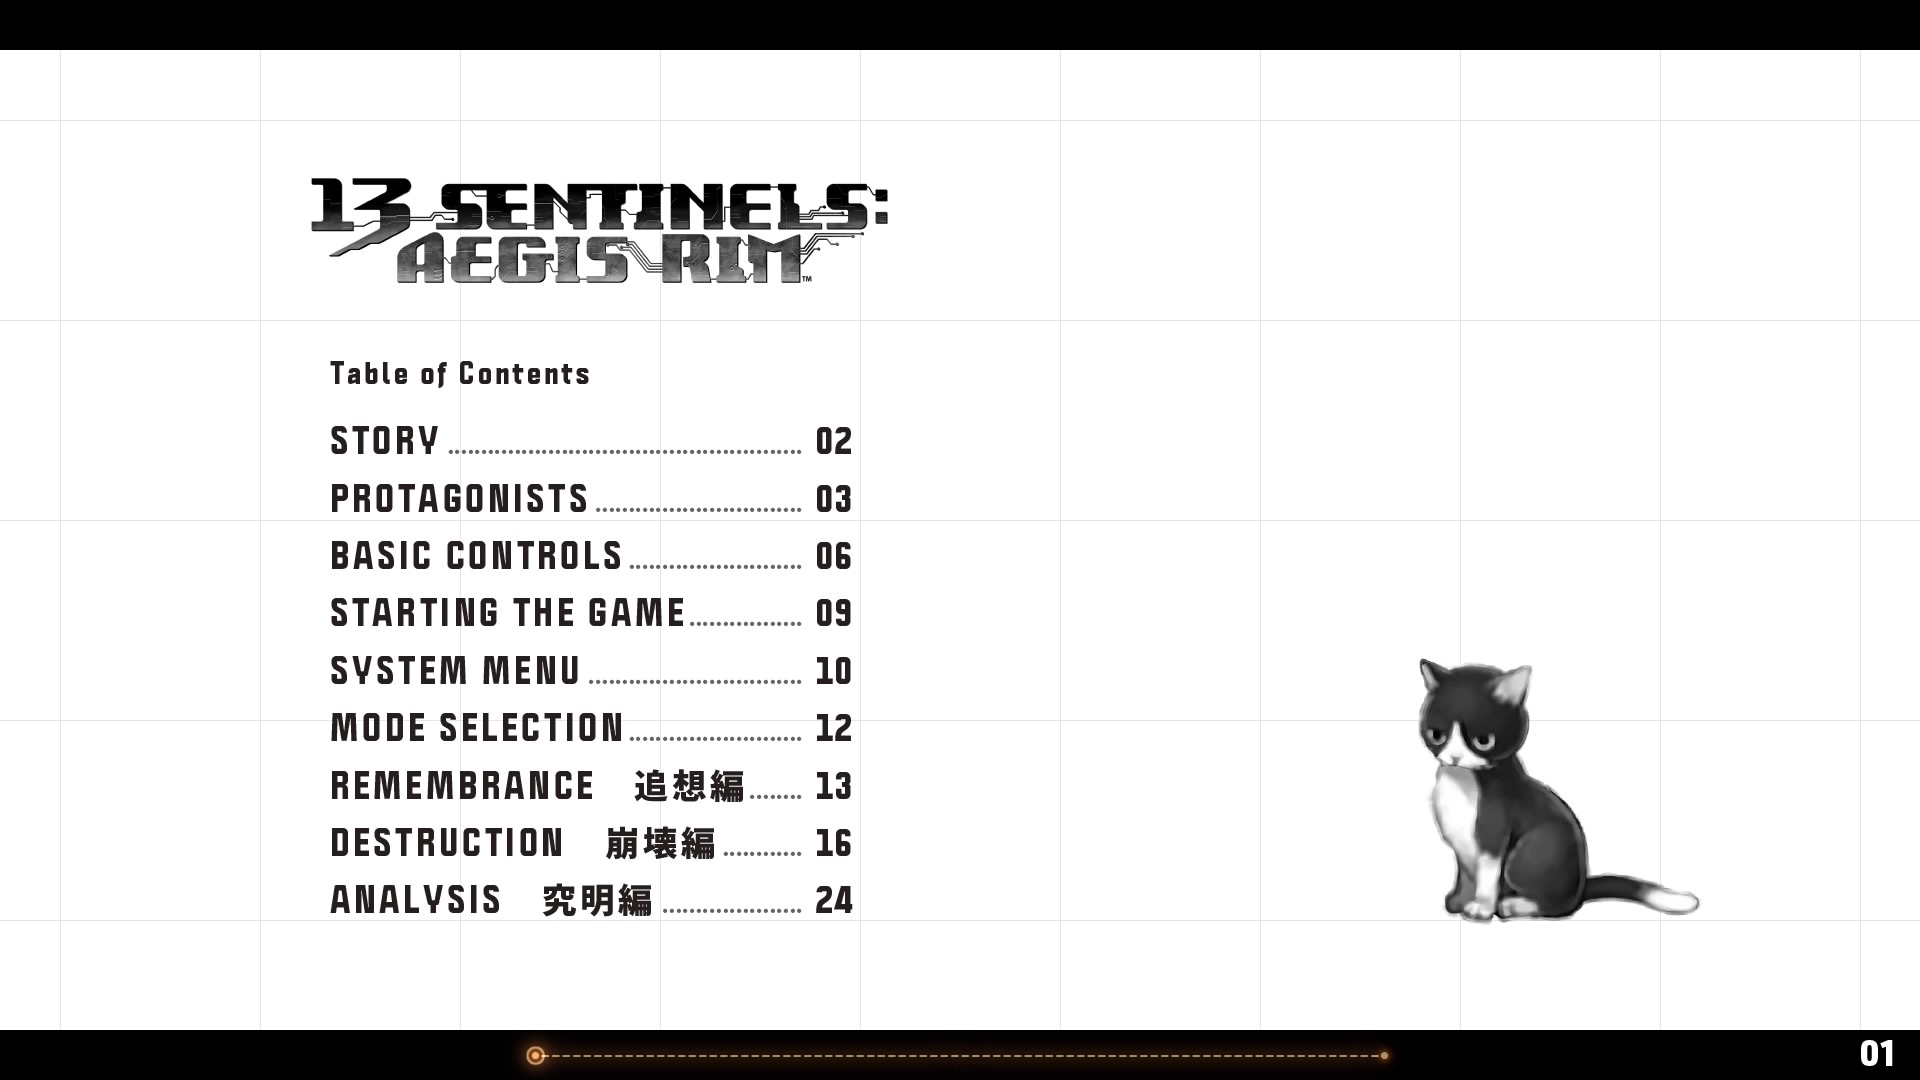 13 SENTINELS:
AEGIS RIM™
Table of Contents
STORY 02
PROTAGONISTS 03
BASIC CONTROLS 06
STARTING THE GAME 09
SYSTEM MENU 10
MODE SELECTION 12
REMEMBRANCE 追想編 13
DESTRUCTION 崩壊編 16
ANALYSIS 究明編 24
01